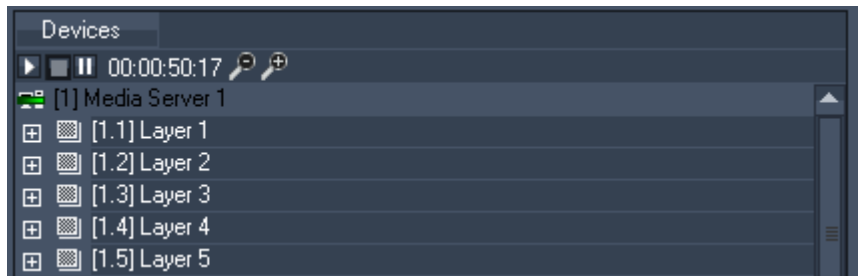 Devices
00:00:50:17
[1] Media Server 1
[1.1] Layer 1
[1.2] Layer 2
[1.3] Layer 3
[1.4] Layer 4
[1.5] Layer 5